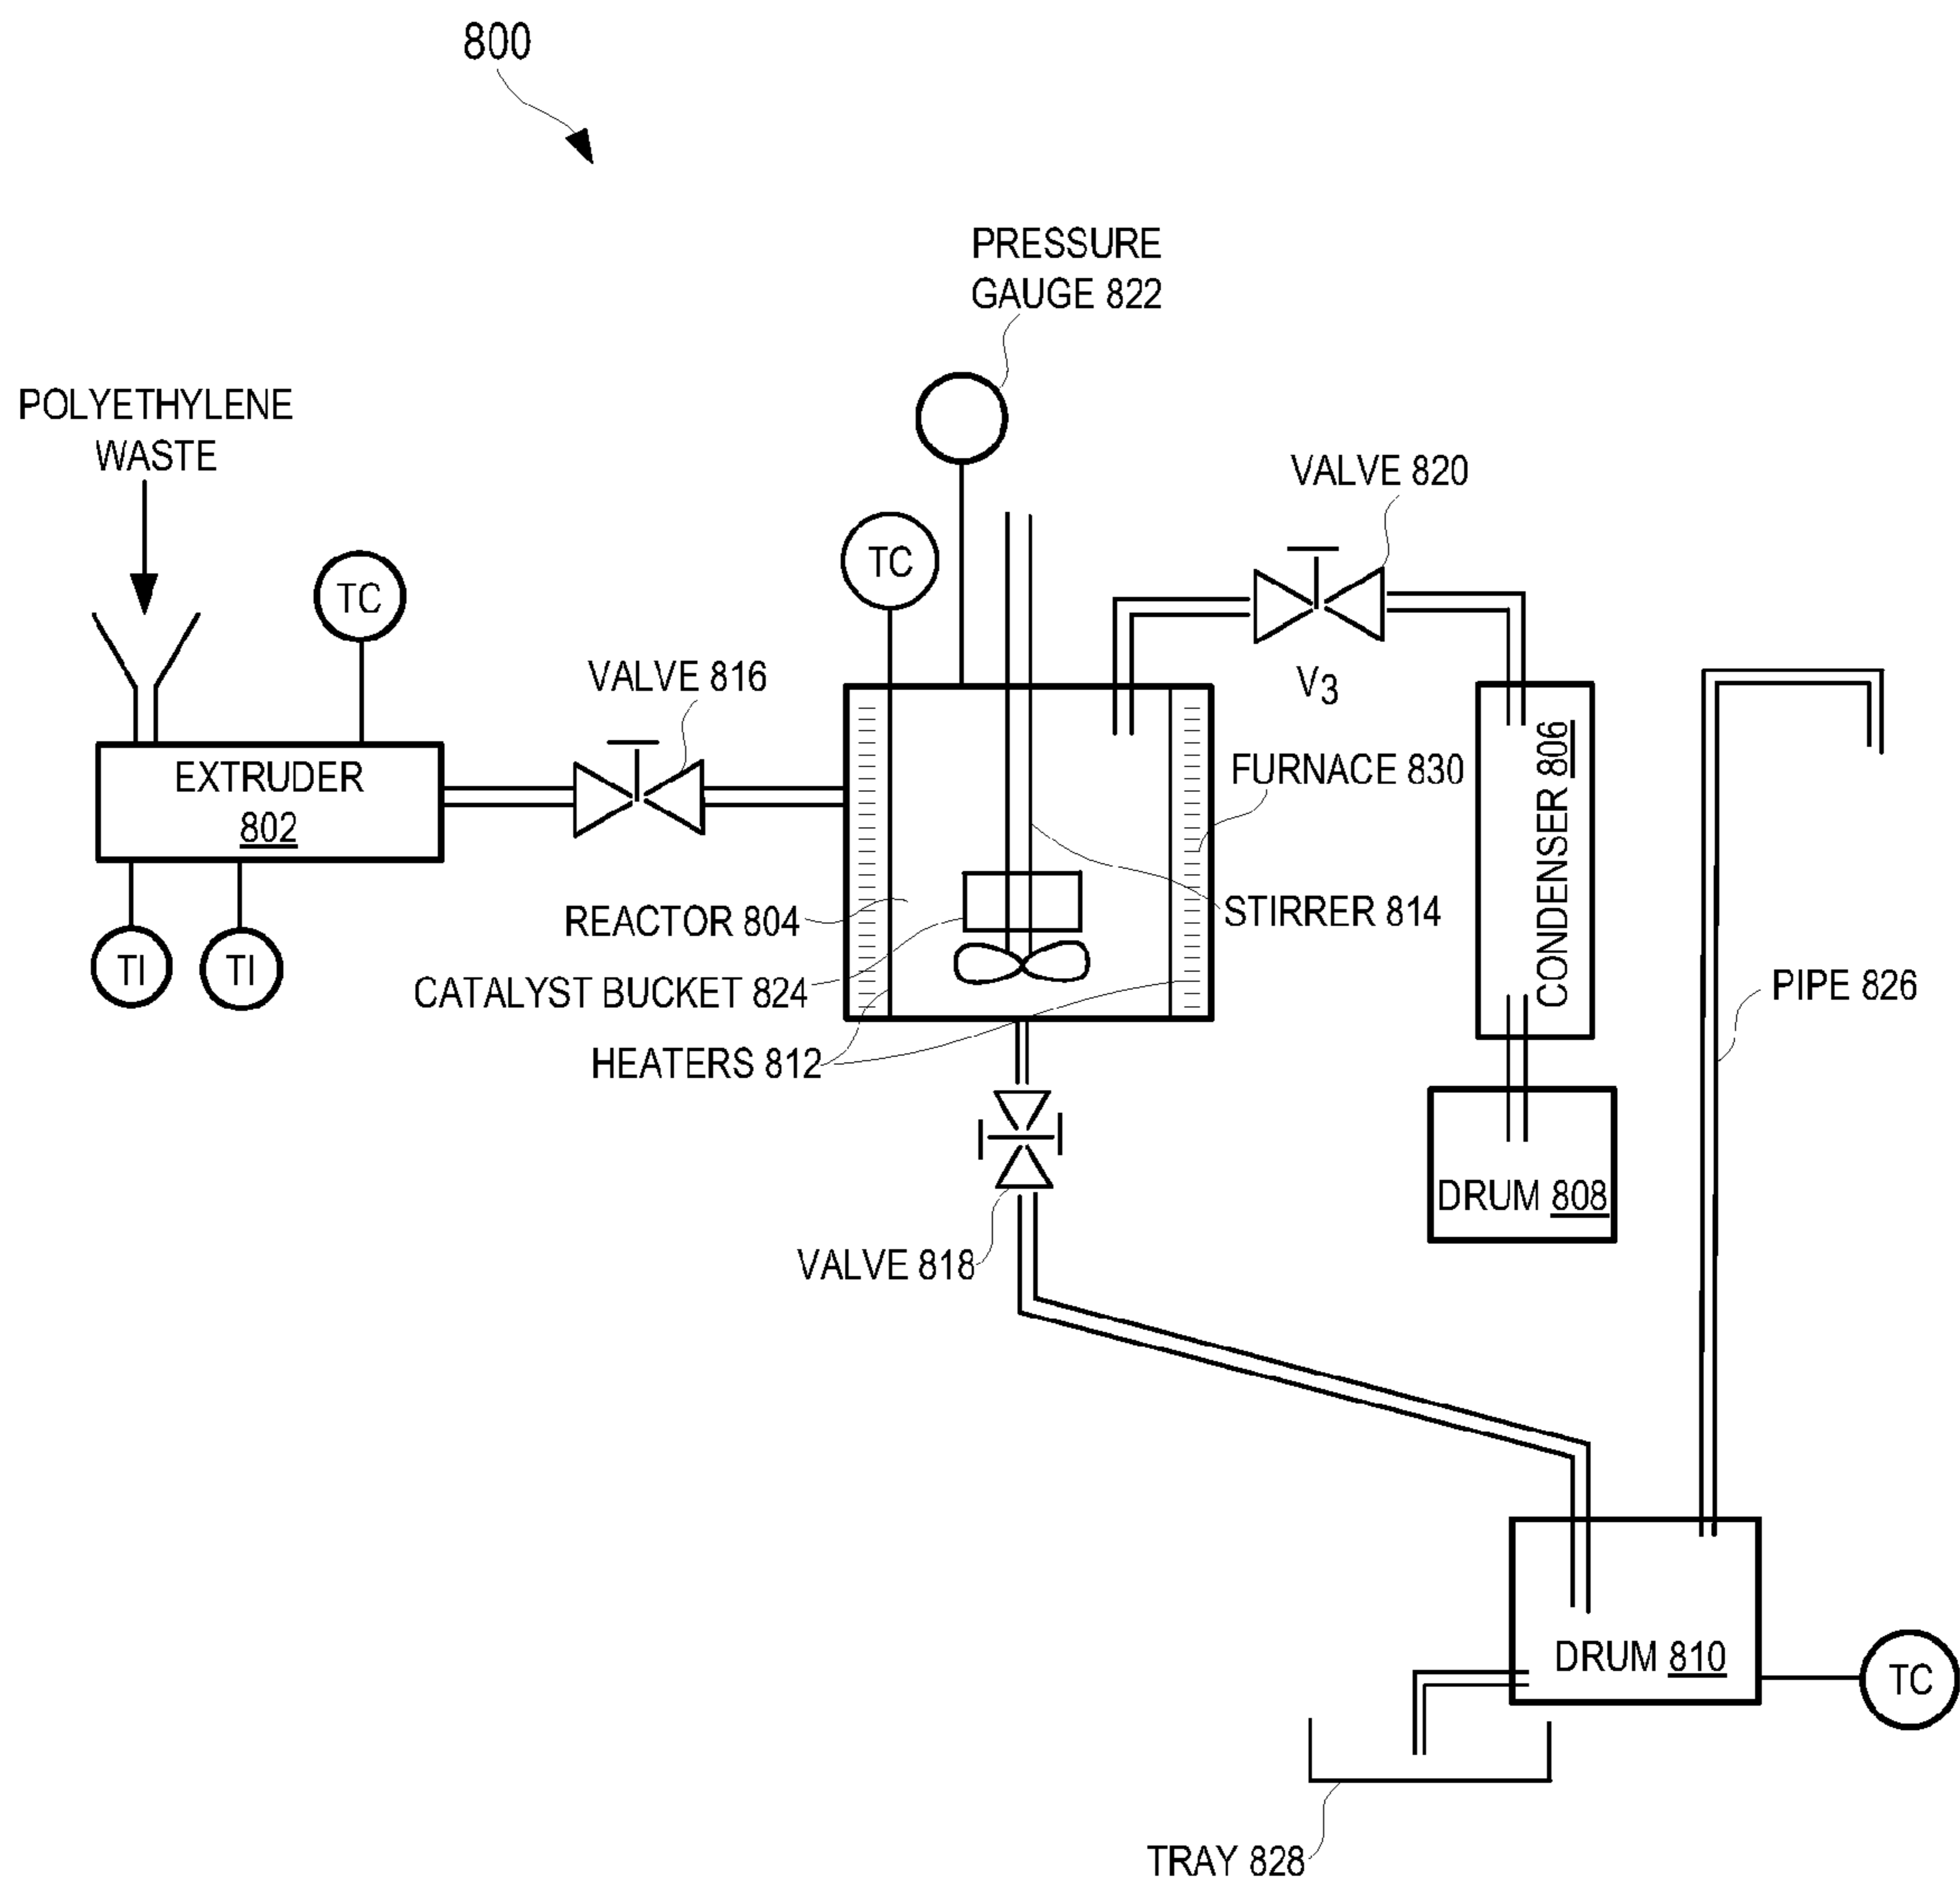 800
PRESSURE
GAUGE 822
POLYETHYLENE
WASTE
VALVE 820
TC
TC
VALVE 816
V3
EXTRUDER
802
FURNACE 830
CONDENSER 806
REACTOR 804
STIRRER 814
TI
TI
CATALYST BUCKET 824
PIPE 826
HEATERS 812
DRUM 808
VALVE 818
DRUM 810
TC
TRAY 828